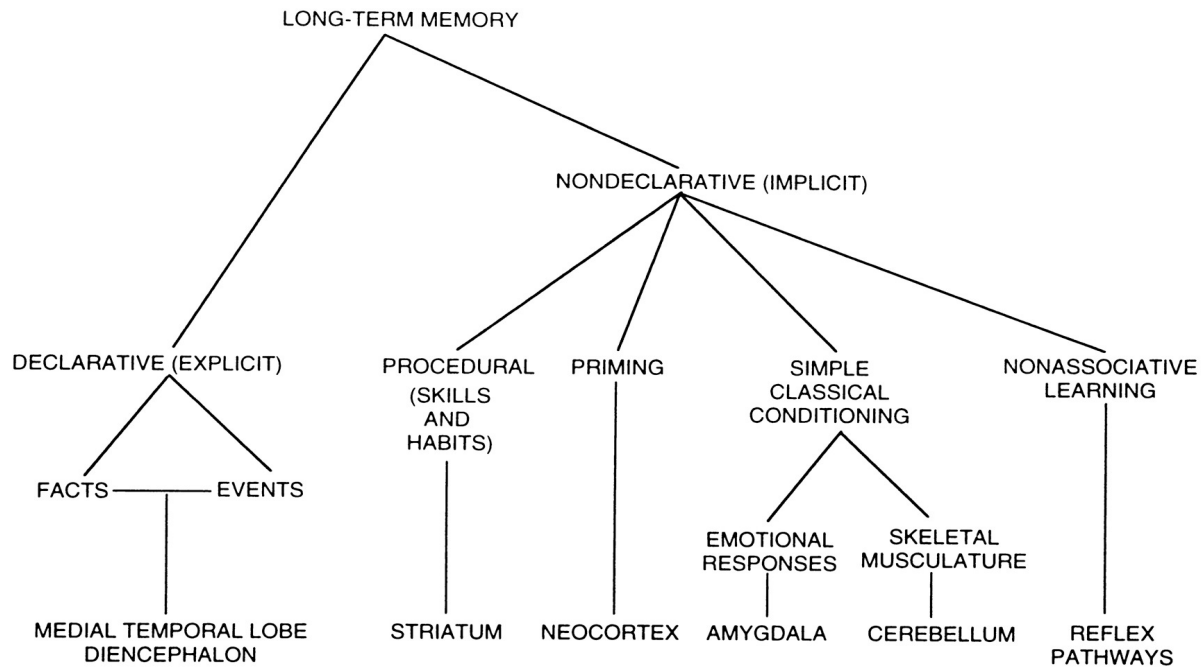 LONG-TERM MEMORY
NONDECLARATIVE (IMPLICIT)
DECLARATIVE (EXPLICIT)
PROCEDURAL
(SKILLS
AND
HABITS)
PRIMING
SIMPLE
CLASSICAL
CONDITIONING
NONASSOCIATIVE
LEARNING
FACTS
EVENTS
EMOTIONAL
RESPONSES
SKELETAL
MUSCULATURE
MEDIAL TEMPORAL LOBE
DIENCEPHALON
STRIATUM
NEOCORTEX
AMYGDALA
CEREBELLUM
REFLEX
PATHWAYS